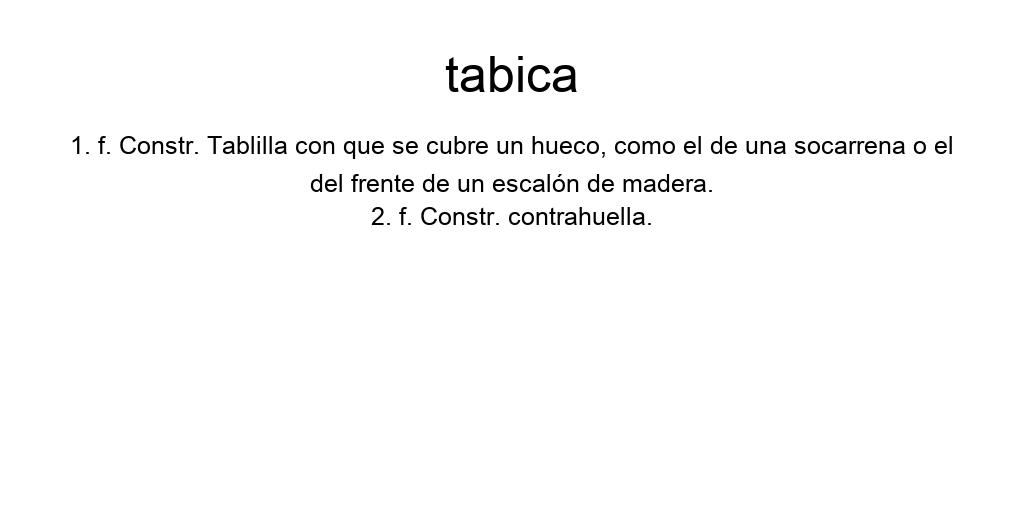 tabica
1. f. Constr. Tablilla con que se cubre un hueco, como el de una socarrena o el
del frente de un escalón de madera.
2. f. Constr. contrahuella.